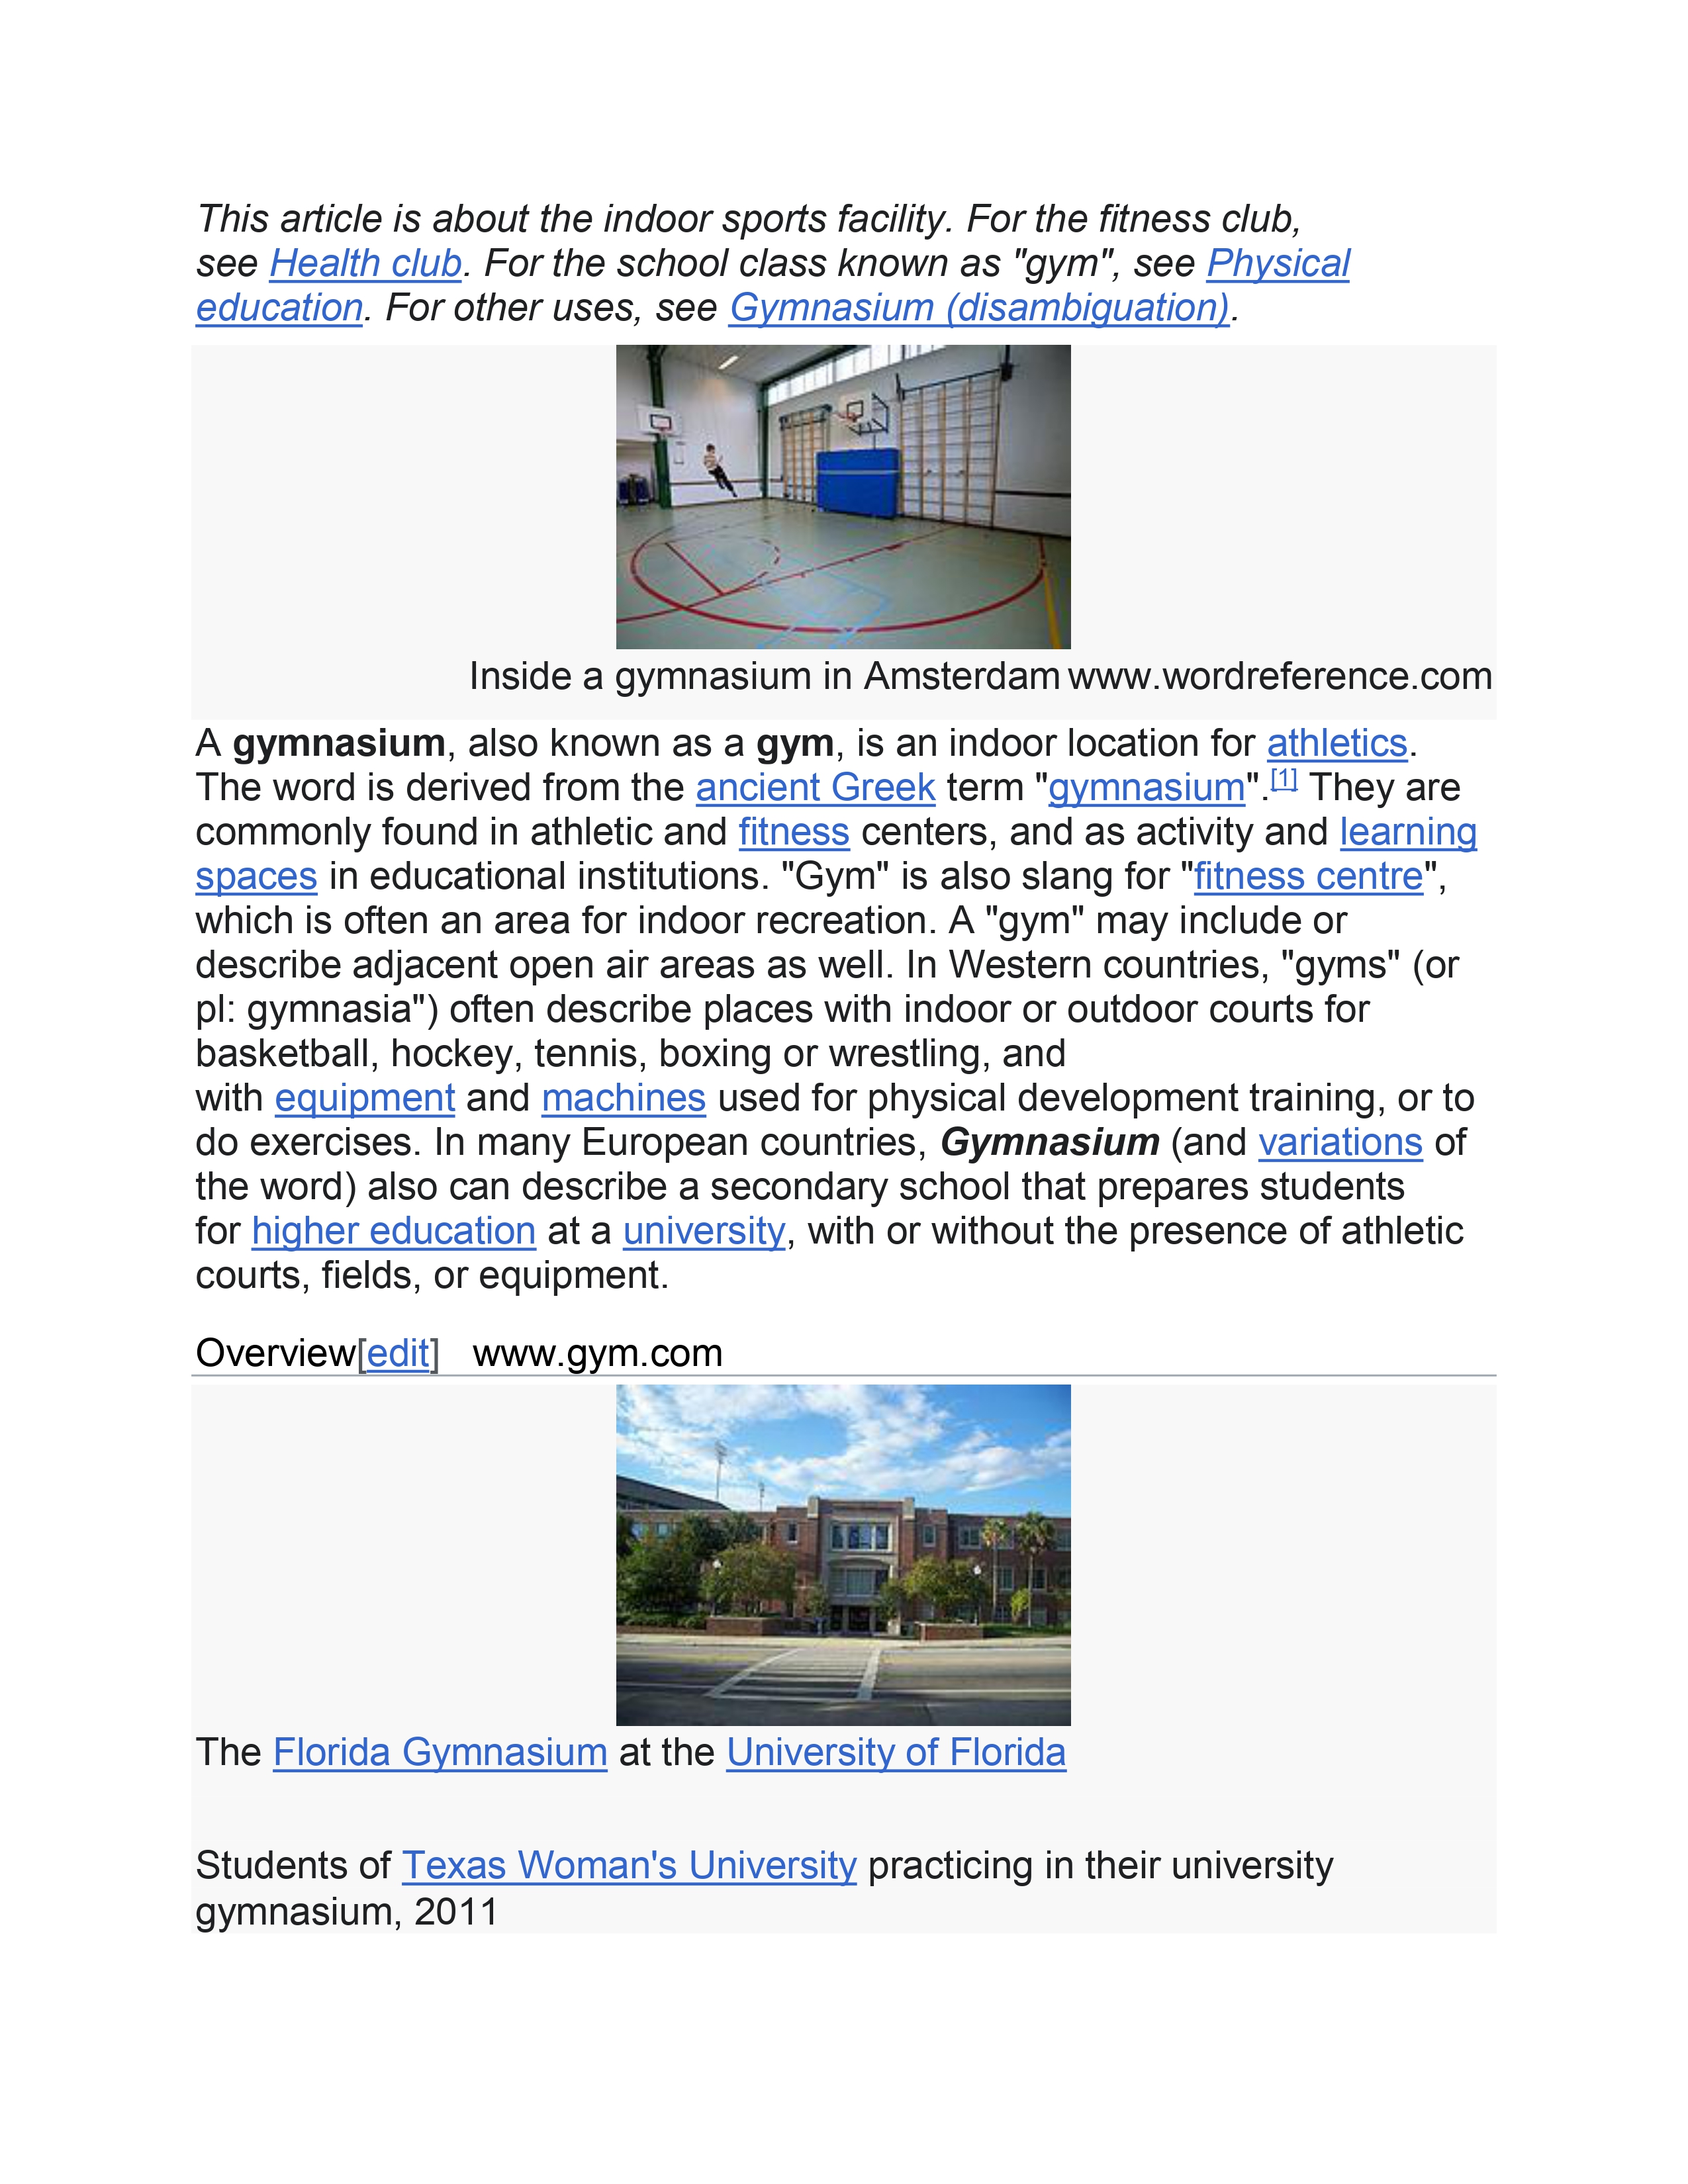 This article is about the indoor sports facility. For the fitness club,
see Health club. For the school class known as "gym", see Physical
education. For other uses, see Gymnasium (disambiguation).
Inside a gymnasium in Amsterdam www.wordreference.com
A gymnasium, also known as a gym, is an indoor location for athletics.
The word is derived from the ancient Greek term "gymnasium".[1] They are
commonly found in athletic and fitness centers, and as activity and learning
spaces in educational institutions. "Gym" is also slang for "fitness centre",
which is often an area for indoor recreation. A "gym" may include or
describe adjacent open air areas as well. In Western countries, "gyms" (or
pl: gymnasia") often describe places with indoor or outdoor courts for
basketball, hockey, tennis, boxing or wrestling, and
with equipment and machines used for physical development training, or to
do exercises. In many European countries, Gymnasium (and variations of
the word) also can describe a secondary school that prepares students
for higher education at a university, with or without the presence of athletic
courts, fields, or equipment.
Overview[edit] www.gym.com
The Florida Gymnasium at the University of Florida
Students of Texas Woman's University practicing in their university
gymnasium, 2011